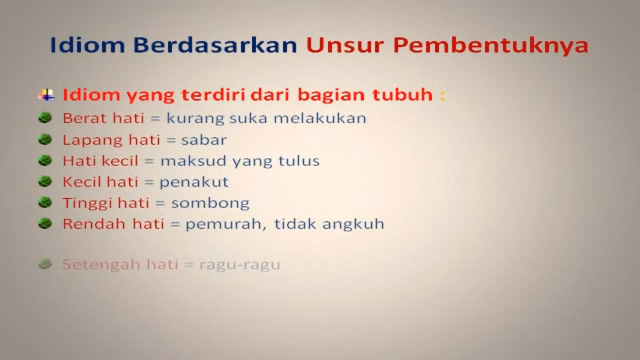 Idiom Berdasarkan Unsur Pembentuknya
Idiom yang terdiri dari bagian tubuh :
Berat hati = kurang suka melakukan
Lapang hati = sabar
Hati kecil = maksud yang tulus
Kecil hati = penakut
Tinggi hati = sombong
Rendah hati = pemurah, tidak angkuh
Setengah hati = ragu-ragu